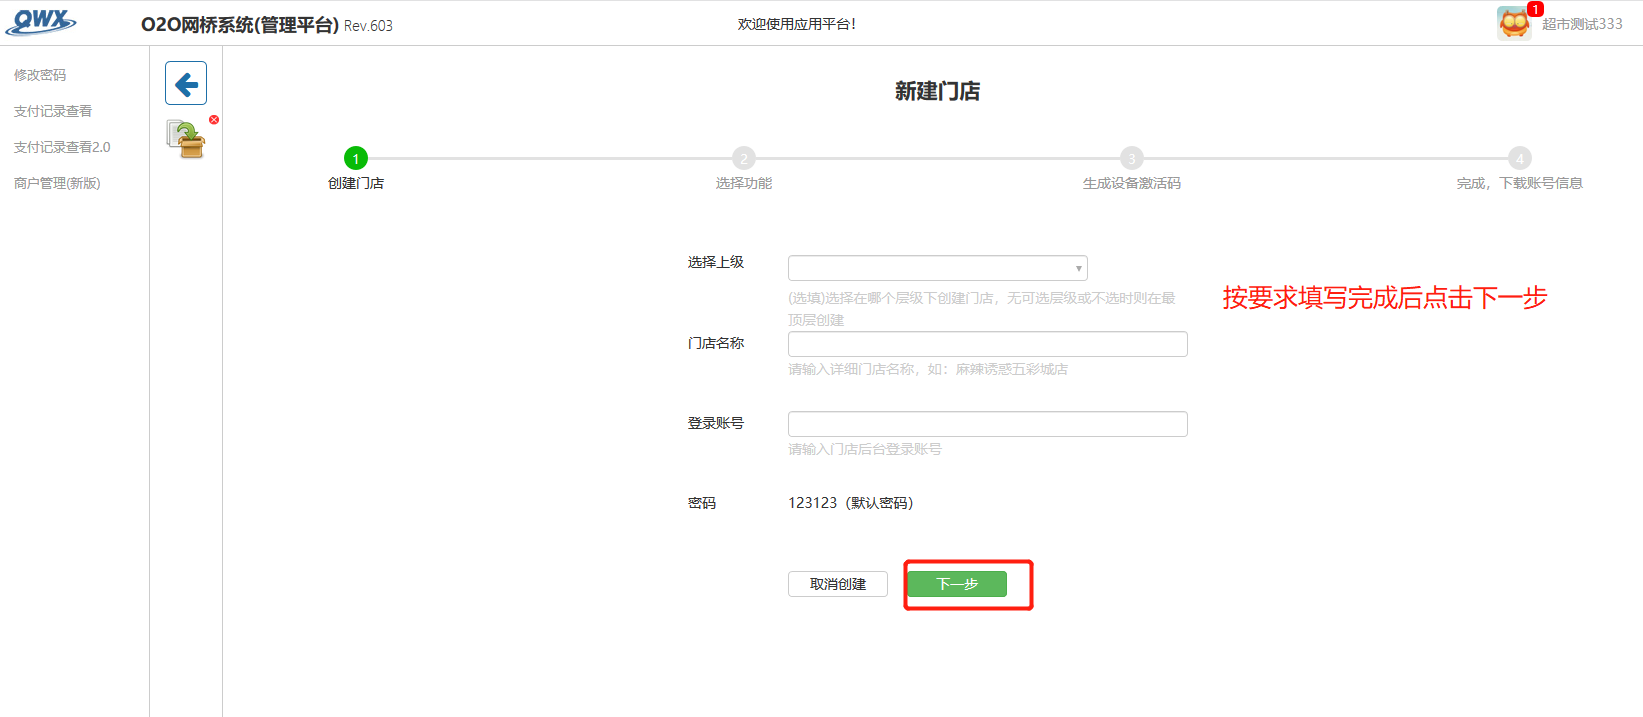 QWX
O2O网桥系统(管理平台) Rev.603
欢迎使用应用平台!
1
超市测试333
修改密码
支付记录查看
支付记录查看2.0
商户管理(新版)
新建门店
1
2
3
4
创建门店
选择功能
生成设备激活码
完成，下载账号信息
选择上级
(选填)选择在哪个层级下创建门店，无可选层级或不选时则在最
顶层创建
按要求填写完成后点击下一步
门店名称
请输入详细门店名称，如：麻辣诱惑五彩城店
登录账号
请输入门店后台登录账号
密码
123123（默认密码）
取消创建
下一步